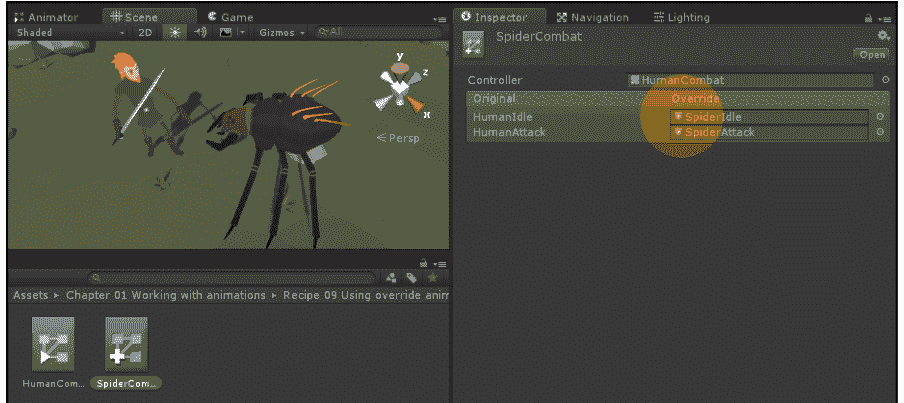 Animator Scene Game
Shaded 2D Gizmos All
y
z
x
Persp
Assets Chapter 01 Working with animations Recipe 09 Using override anim
HumanCom... SpiderCom...
Inspector Navigation Lighting
SpiderCombat
Open
Controller HumanCombat
Original Override
HumanIdle SpiderIdle
HumanAttack SpiderAttack